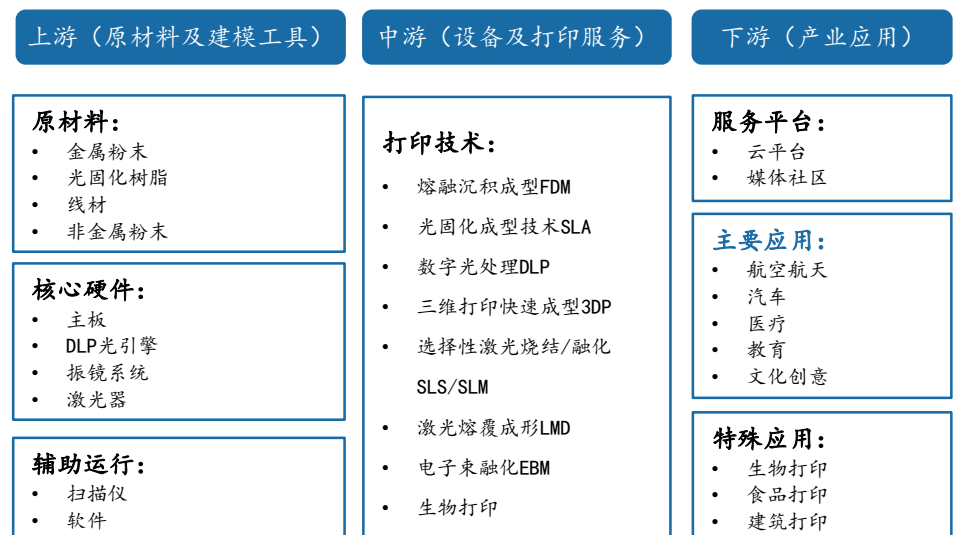 上游（原材料及建模工具）
原材料：
• 金属粉末
• 光固化树脂
• 线材
• 非金属粉末
核心硬件：
• 主板
• DLP光引擎
• 振镜系统
• 激光器
辅助运行：
• 扫描仪
• 软件
中游（设备及打印服务）
打印技术：
• 熔融沉积成型FDM
• 光固化成型技术SLA
• 数字光处理DLP
• 三维打印快速成型3DP
• 选择性激光烧结/融化
SLS/SLM
• 激光熔覆成形LMD
• 电子束融化EBM
• 生物打印
下游（产业应用）
服务平台：
• 云平台
• 媒体社区
主要应用：
• 航空航天
• 汽车
• 医疗
• 教育
• 文化创意
特殊应用：
• 生物打印
• 食品打印
• 建筑打印